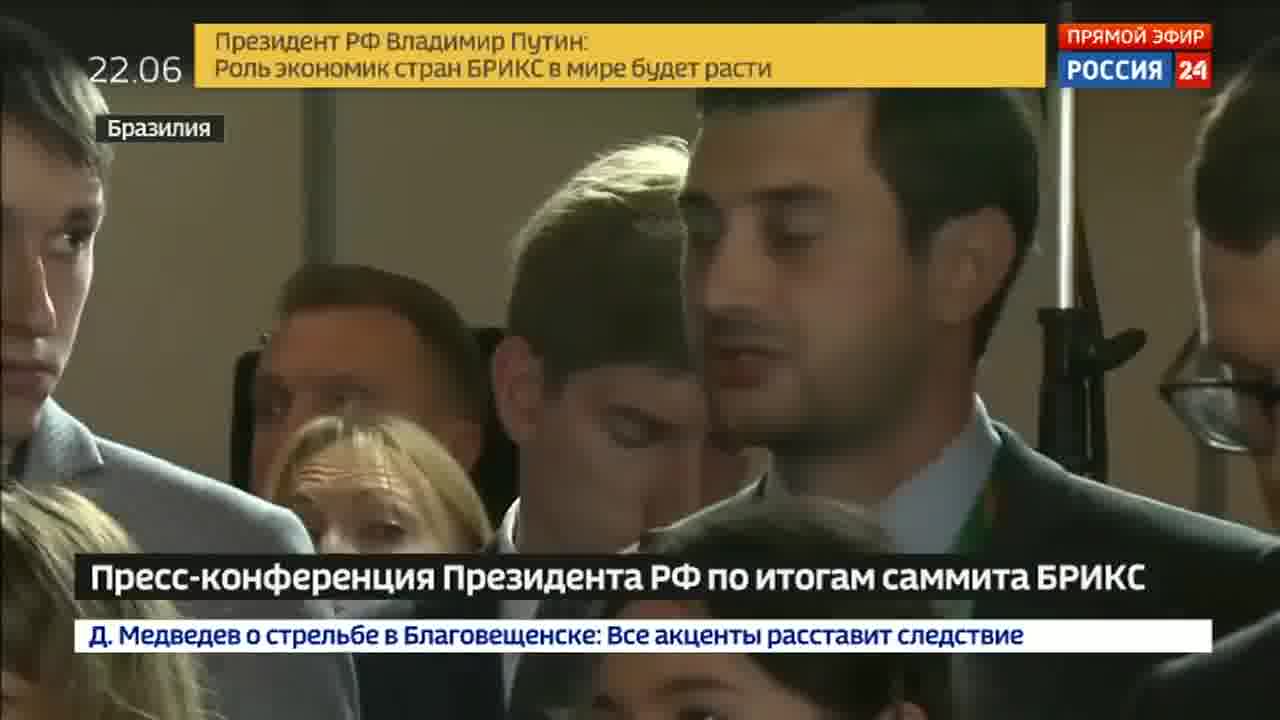 22.06
Президент РФ Владимир Путин:
Роль экономик стран БРИКС в мире будет расти
ПРЯМОЙ ЭФИР
РОССИЯ 24
Бразилия
Пресс-конференция Президента РФ по итогам саммита БРИКС
Д. Медведев о стрельбе в Благовещенске: Все акценты расставит следствие